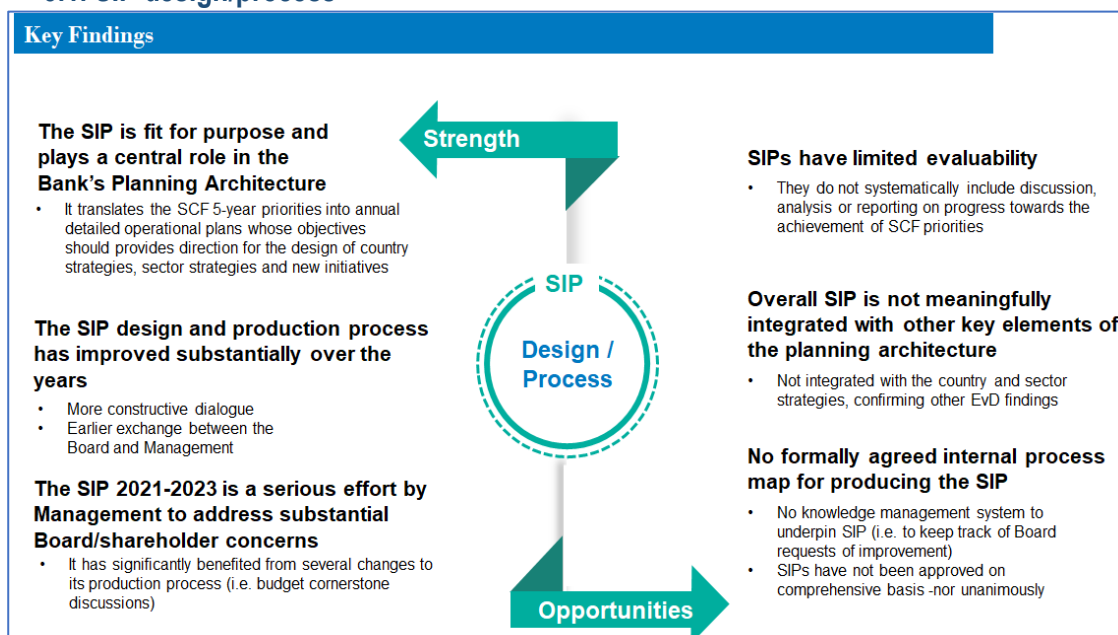 Key Findings
The SIP is fit for purpose and
plays a central role in the
Bank's Planning Architecture
• It translates the SCF 5-year priorities into annual
detailed operational plans whose objectives
should provides direction for the design of country
strategies, sector strategies and new initiatives
The SIP design and production process
has improved substantially over the
years
• More constructive dialogue
• Earlier exchange between the
Board and Management
The SIP 2021-2023 is a serious effort by
Management to address substantial
Board/shareholder concerns
• It has significantly benefited from several changes to
its production process (i.e. budget cornerstone
discussions)
Strength
SIP
Design /
Process
Opportunities
SIPs have limited evaluability
• They do not systematically include discussion,
analysis or reporting on progress towards the
achievement of SCF priorities
Overall SIP is not meaningfully
integrated with other key elements of
the planning architecture
• Not integrated with the country and sector
strategies, confirming other EvD findings
No formally agreed internal process
map for producing the SIP
• No knowledge management system to
underpin SIP (i.e. to keep track of Board
requests of improvement)
• SIPs have not been approved on
comprehensive basis -nor unanimously